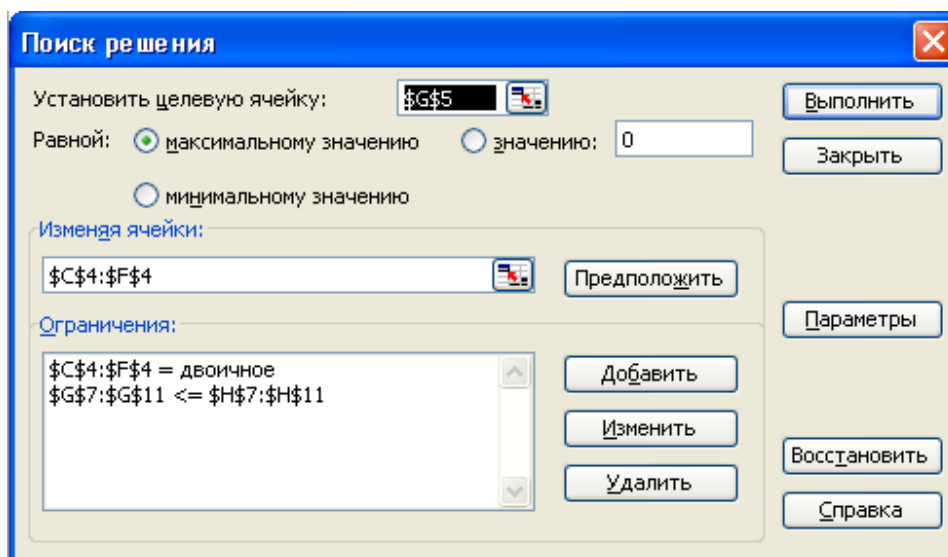 Поиск решения
Установить целевую ячейку: $G$5
Выполнить
Равной: максимальному значению значению: 0
Закрыть
минимальному значению
Изменяя ячейки:
$C$4:$F$4
Предположить
Ограничения:
Параметры
$C$4:$F$4 = двоичное
$G$7:$G$11 <= $H$7:$H$11
Добавить
Изменить
Восстановить
Удалить
Справка